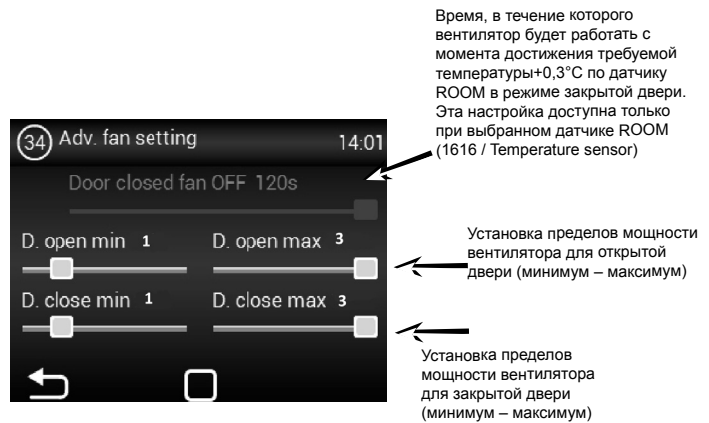 Время, в течение которого
вентилятор будет работать с
момента достижения требуемой
температуры+0,3°C по датчику
ROOM в режиме закрытой двери.
Эта настройка доступна только
при выбранном датчике ROOM
(1616 / Temperature sensor)
34 Adv. fan setting 14:01
Door closed fan OFF 120s
D. open min 1 D. open max 3
D. close min 1 D. close max 3
Установка пределов мощности
вентилятора для открытой
двери (минимум – максимум)
Установка пределов
мощности вентилятора
для закрытой двери
(минимум – максимум)